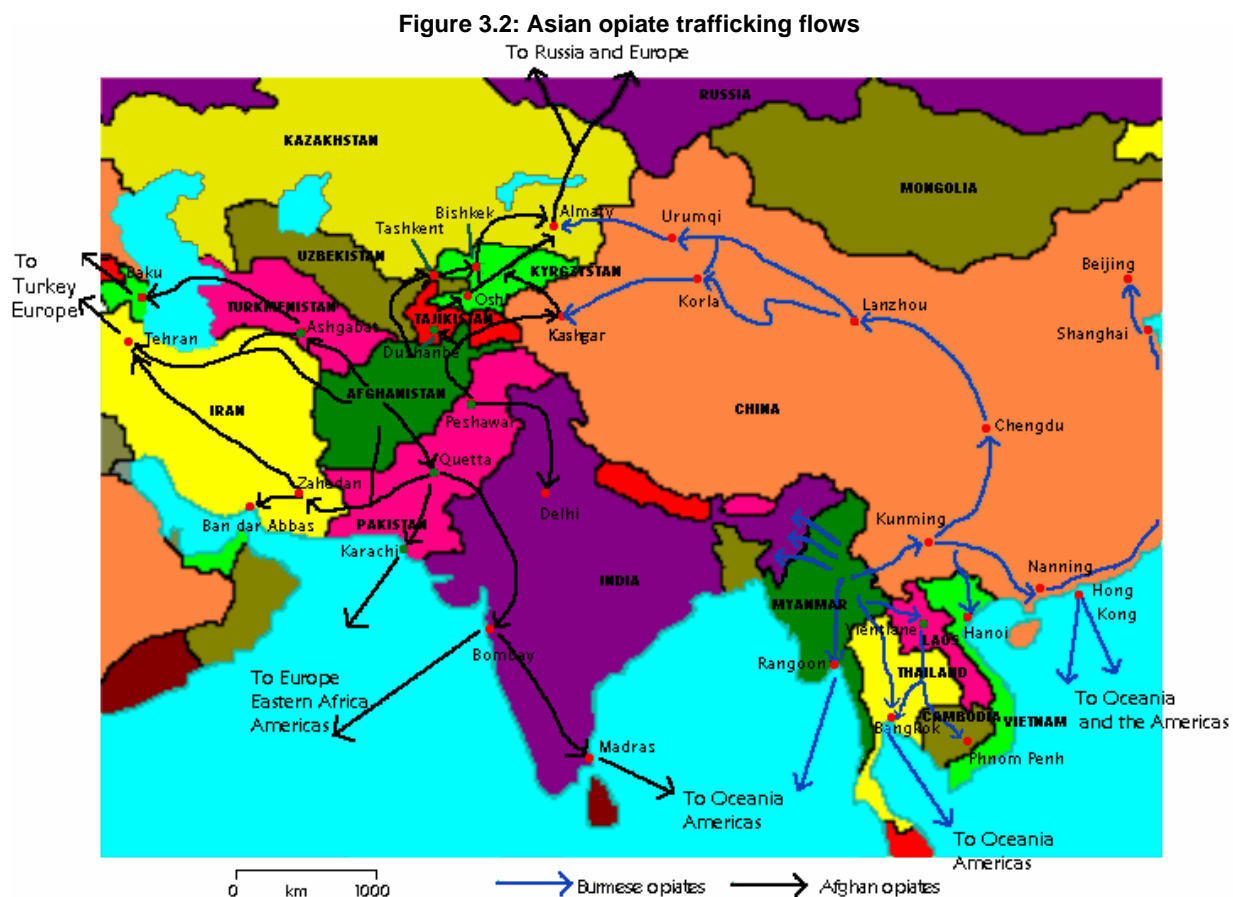 Figure 3.2: Asian opiate trafficking flows
To Russia and Europe
RUSSIA
KAZAKHSTAN
MONGOLIA
Bishkek
Almaty
Urumqi
Tashkent
UZBEKISTAN
KYRGZYSTAN
Beijing
To
Turkey
Europe
Baku
TURKMENISTAN
Osh
Korla
Lanzhou
Ashgabat
TAJIKISTAN
Kashgar
Shanghai
Tehran
Dushanbe
AFGHANISTAN
IRAN
Peshawar
CHINA
Chengdu
Quetta
Zahedan
Delhi
Ban dar Abbas
PAKISTAN
Kunming
Karachi
INDIA
Nanning
Hong
Kong
MYANMAR
Vientiane
Hanoi
LAOS
Bombay
Rangoon
THAILAND
To Europe
Eastern Africa
Americas
To Oceania
and the Americas
Bangkok
CAMBODIA
VIETNAM
Madras
Phnom Penh
To Oceania
Americas
To Oceania
Americas
0 km 1000
Burmese opiates
Afghan opiates